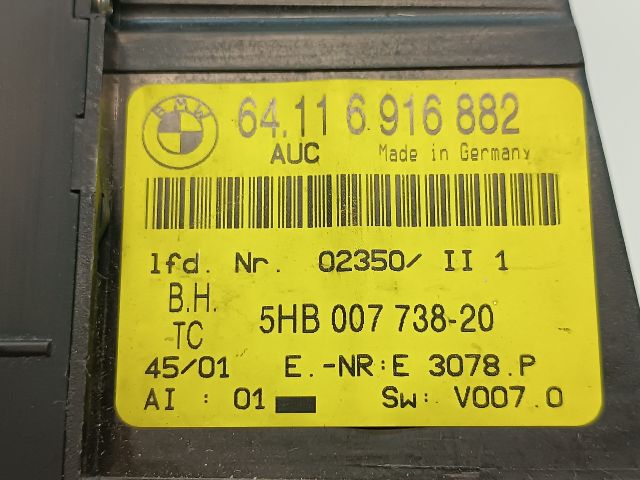 BMW
64.11 6 916 882
AUC Made in Germany
lfd. Nr. 02350/ II 1
B.H.
TC
5HB 007 738-20
45/01 E.-NR:E 3078.P
AI : 01 Sw: V007.0